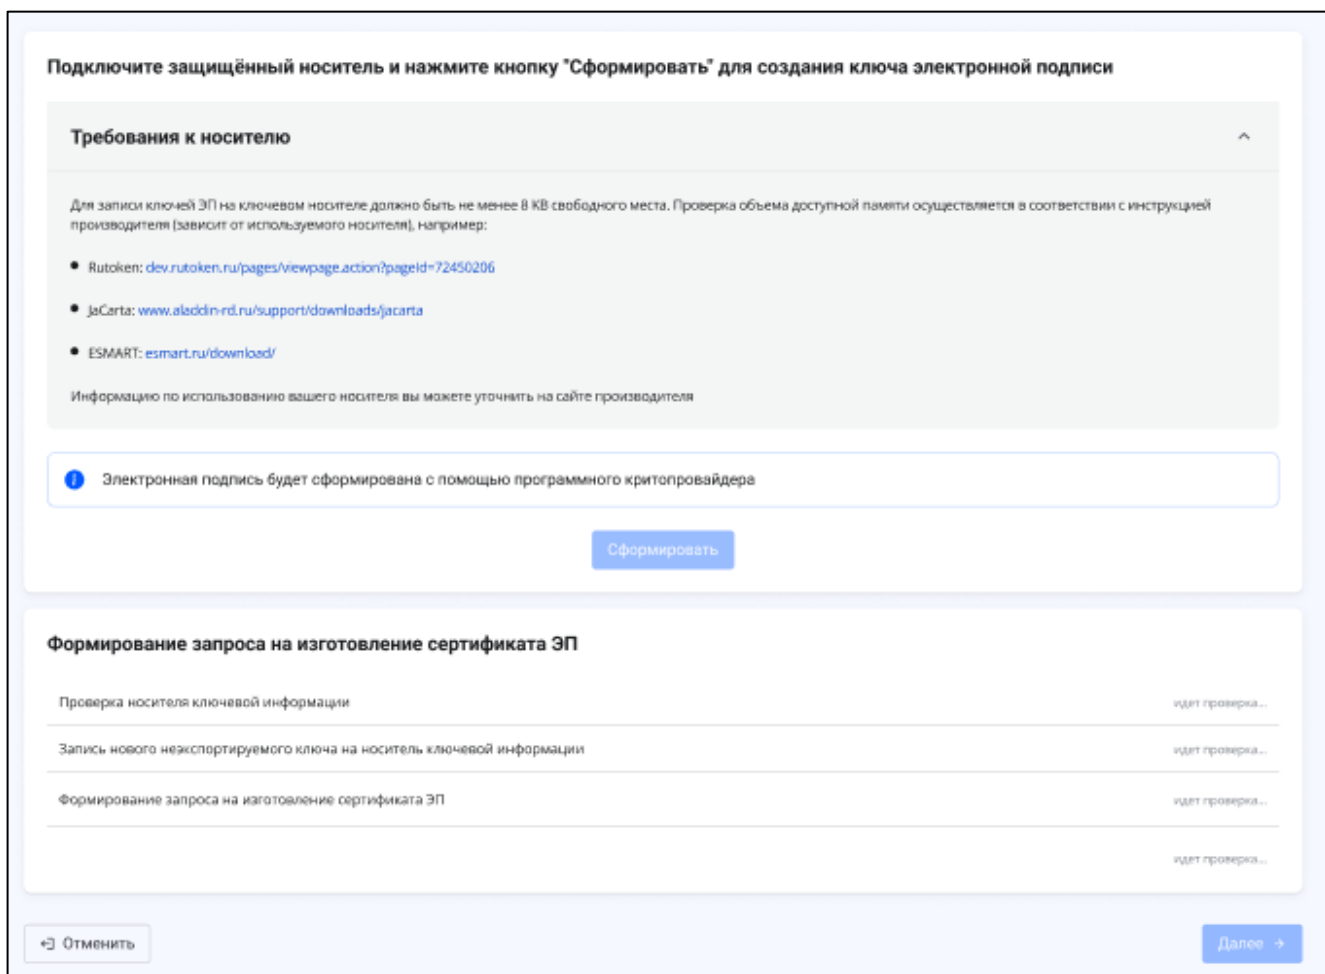 Подключите защищённый носитель и нажмите кнопку "Сформировать" для создания ключа электронной подписи
Требования к носителю
Для записи ключей ЭП на ключевом носителе должно быть не менее 8 KB свободного места. Проверка объема доступной памяти осуществляется в соответствии с инструкцией
производителя (зависит от используемого носителя), например:
• Rutoken: dev.rutoken.ru/pages/viewpage.action?pageId=72450206
• JaCarta: www.aladdin-rd.ru/support/downloads/jacarta
• ESMART: esmart.ru/download/
Информацию по использованию вашего носителя вы можете уточнить на сайте производителя
Электронная подпись будет сформирована с помощью программного критопровайдера
Сформировать
Формирование запроса на изготовление сертификата ЭП
Проверка носителя ключевой информации идет проверка...
Запись нового неэкспортируемого ключа на носитель ключевой информации идет проверка...
Формирование запроса на изготовление сертификата ЭП идет проверка...
идет проверка...
Отменить
Далее →